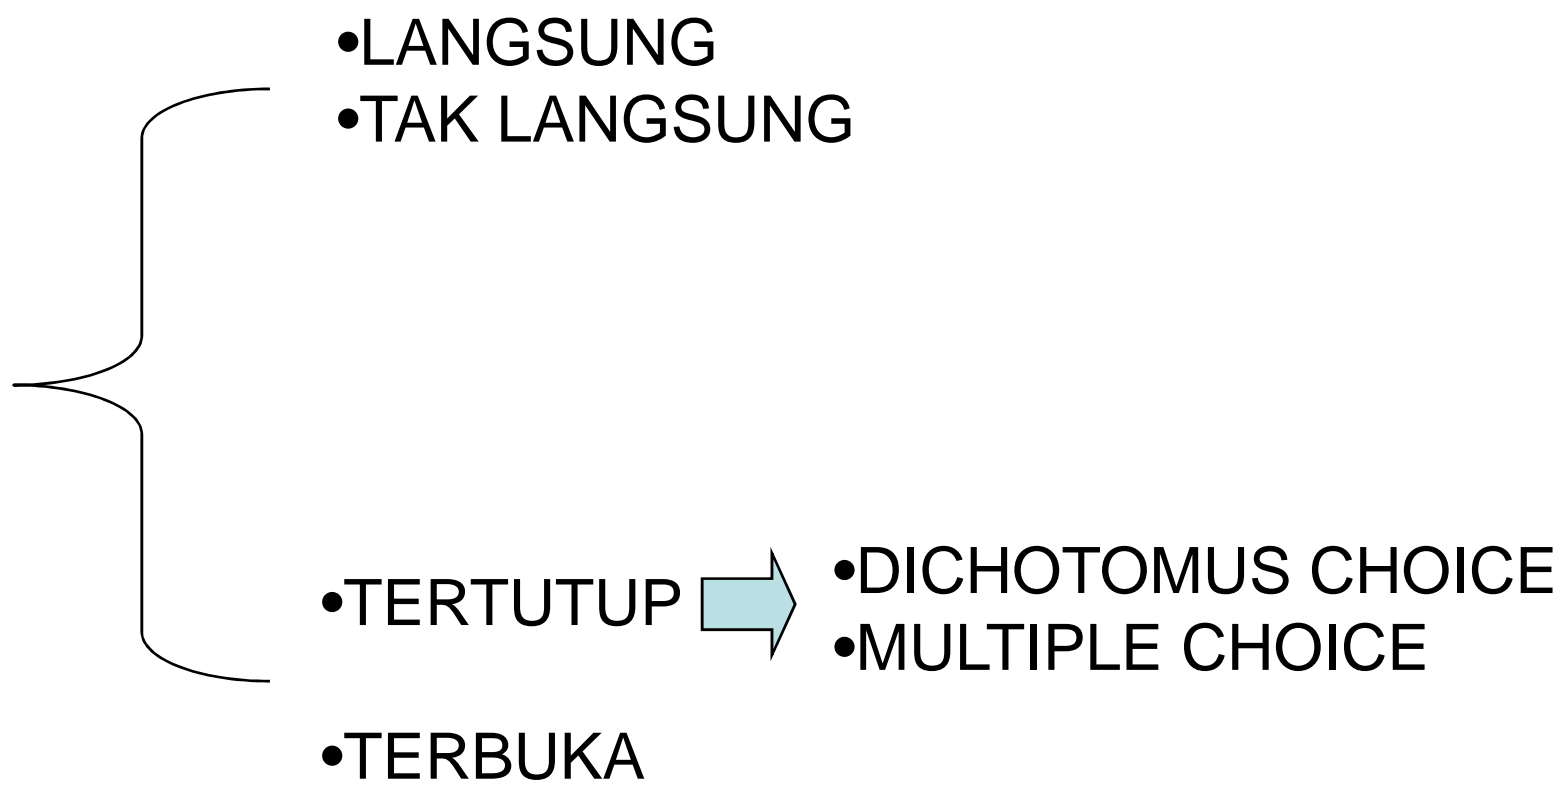 •LANGSUNG
•TAK LANGSUNG
•TERTUTUP
•DICHOTOMUS CHOICE
•MULTIPLE CHOICE
•TERBUKA